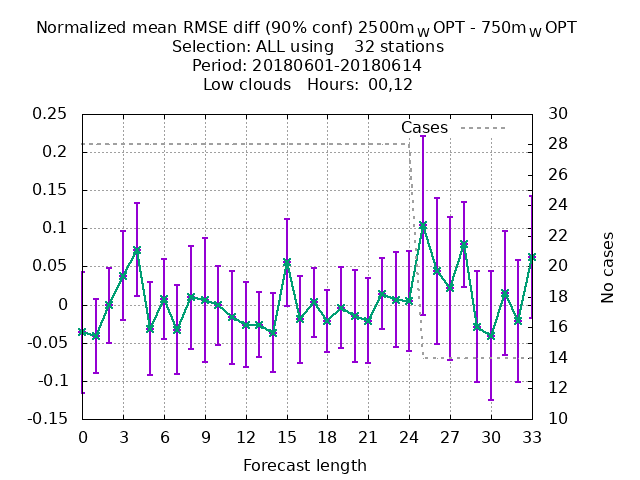 Normalized mean RMSE diff (90% conf) 2500m_W OPT - 750m_W OPT
Selection: ALL using    32 stations
Period: 20180601-20180614
Low clouds   Hours:  00,12
Cases
0.25
0.2
0.15
0.1
0.05
0
-0.05
-0.1
-0.15
30
28
26
24
22
20
18
16
14
12
10
No cases
0 3 6 9 12 15 18 21 24 27 30 33
Forecast length